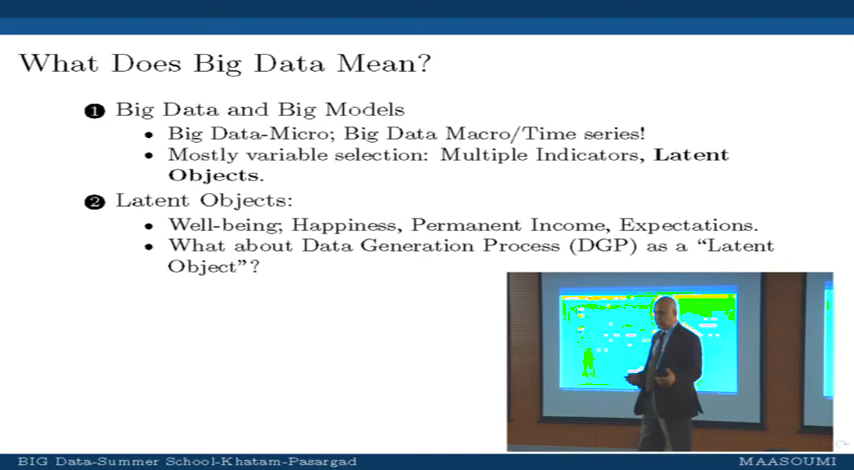 What Does Big Data Mean?
1 Big Data and Big Models
• Big Data-Micro; Big Data Macro/Time series!
• Mostly variable selection: Multiple Indicators, Latent
Objects.
2 Latent Objects:
• Well-being; Happiness, Permanent Income, Expectations.
• What about Data Generation Process (DGP) as a “Latent
Object”?
BIG Data-Summer School-Khatam-Pasargad
MAASOUMI